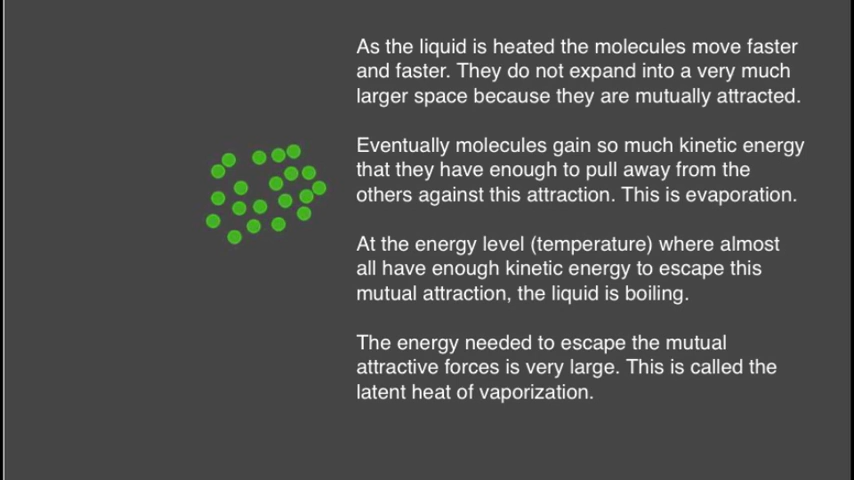 As the liquid is heated the molecules move faster
and faster. They do not expand into a very much
larger space because they are mutually attracted.
Eventually molecules gain so much kinetic energy
that they have enough to pull away from the
others against this attraction. This is evaporation.
At the energy level (temperature) where almost
all have enough kinetic energy to escape this
mutual attraction, the liquid is boiling.
The energy needed to escape the mutual
attractive forces is very large. This is called the
latent heat of vaporization.